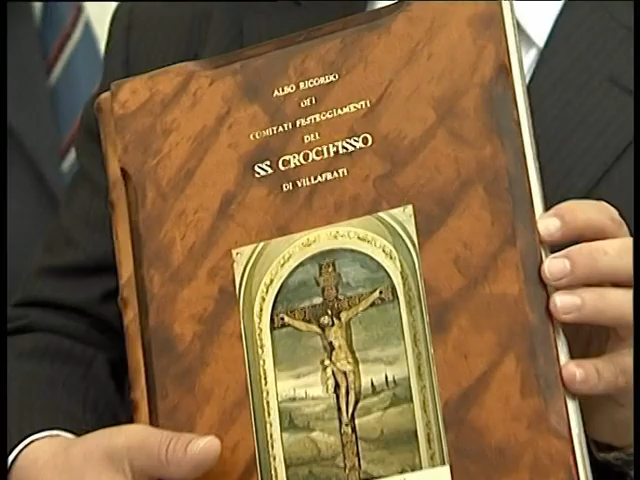 ALBO RICORDO
DEI
COMITATI FESTEGGIAMENTI
DEL
SS. CROCIFISSO
DI VILLAFRATI